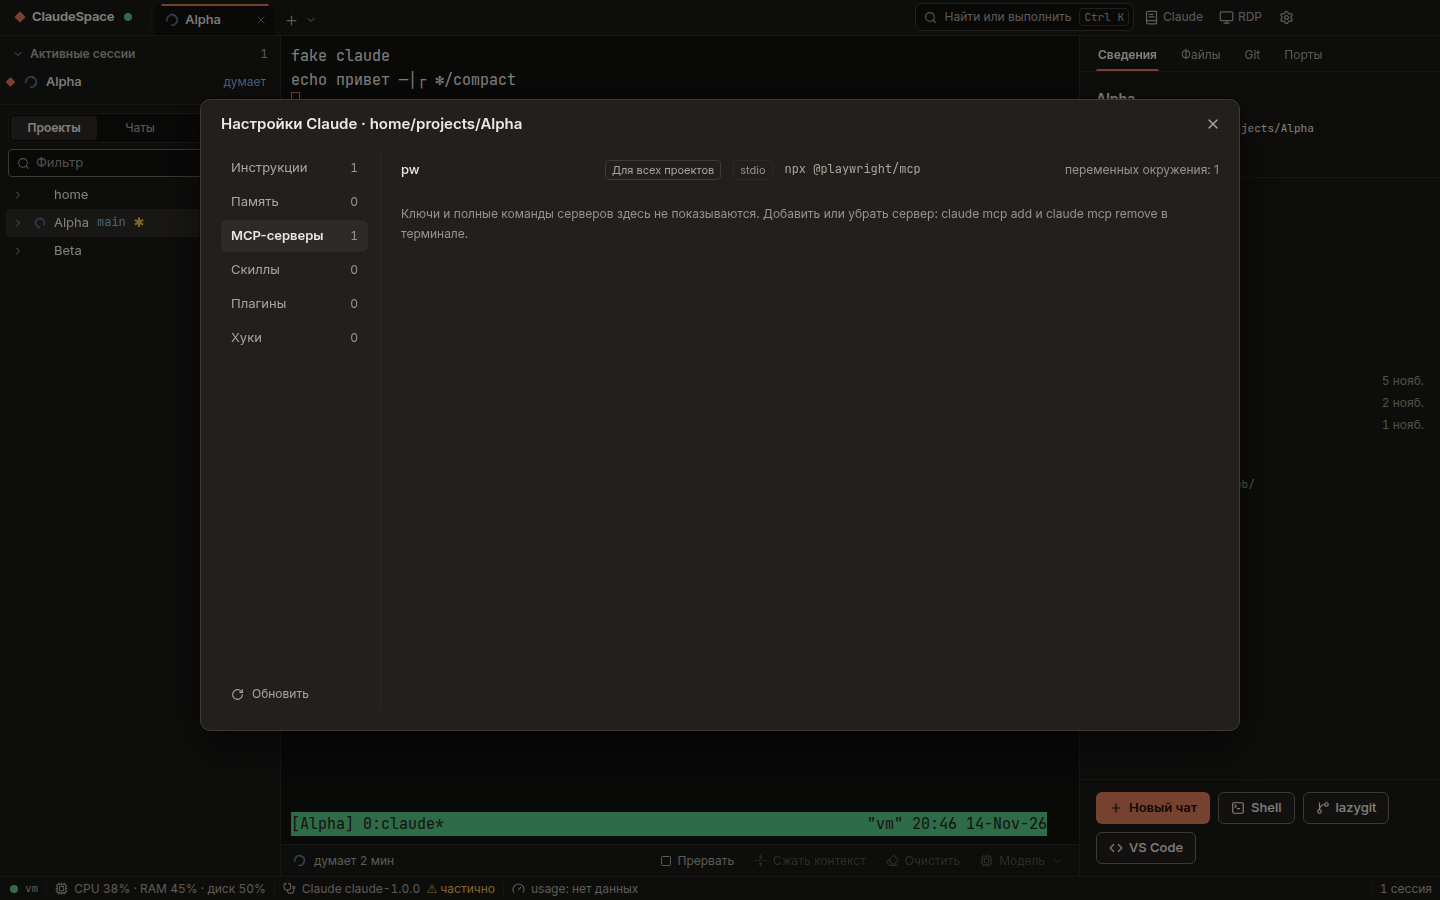 ClaudeSpace
Alpha
Найти или выполнить Ctrl K
Claude
RDP
Активные сессии 1
Alpha думает
Проекты Чаты
Фильтр
home
Alpha main
Beta
fake claude
echo привет —│┌ ✻/compact
Сведения Файлы Git Порты
Alpha
jects/Alpha
Настройки Claude · home/projects/Alpha
Инструкции 1
Память 0
MCP-серверы 1
Скиллы 0
Плагины 0
Хуки 0
Обновить
pw Для всех проектов stdio npx @playwright/mcp переменных окружения: 1
Ключи и полные команды серверов здесь не показываются. Добавить или убрать сервер: claude mcp add и claude mcp remove в
терминале.
5 нояб.
2 нояб.
1 нояб.
b/
[Alpha] 0:claude* "vm" 20:46 14-Nov-26
думает 2 мин Прервать Сжать контекст Очистить Модель
Новый чат Shell lazygit
VS Code
vm CPU 38% · RAM 45% · диск 50% Claude claude-1.0.0 ⚠ частично usage: нет данных 1 сессия